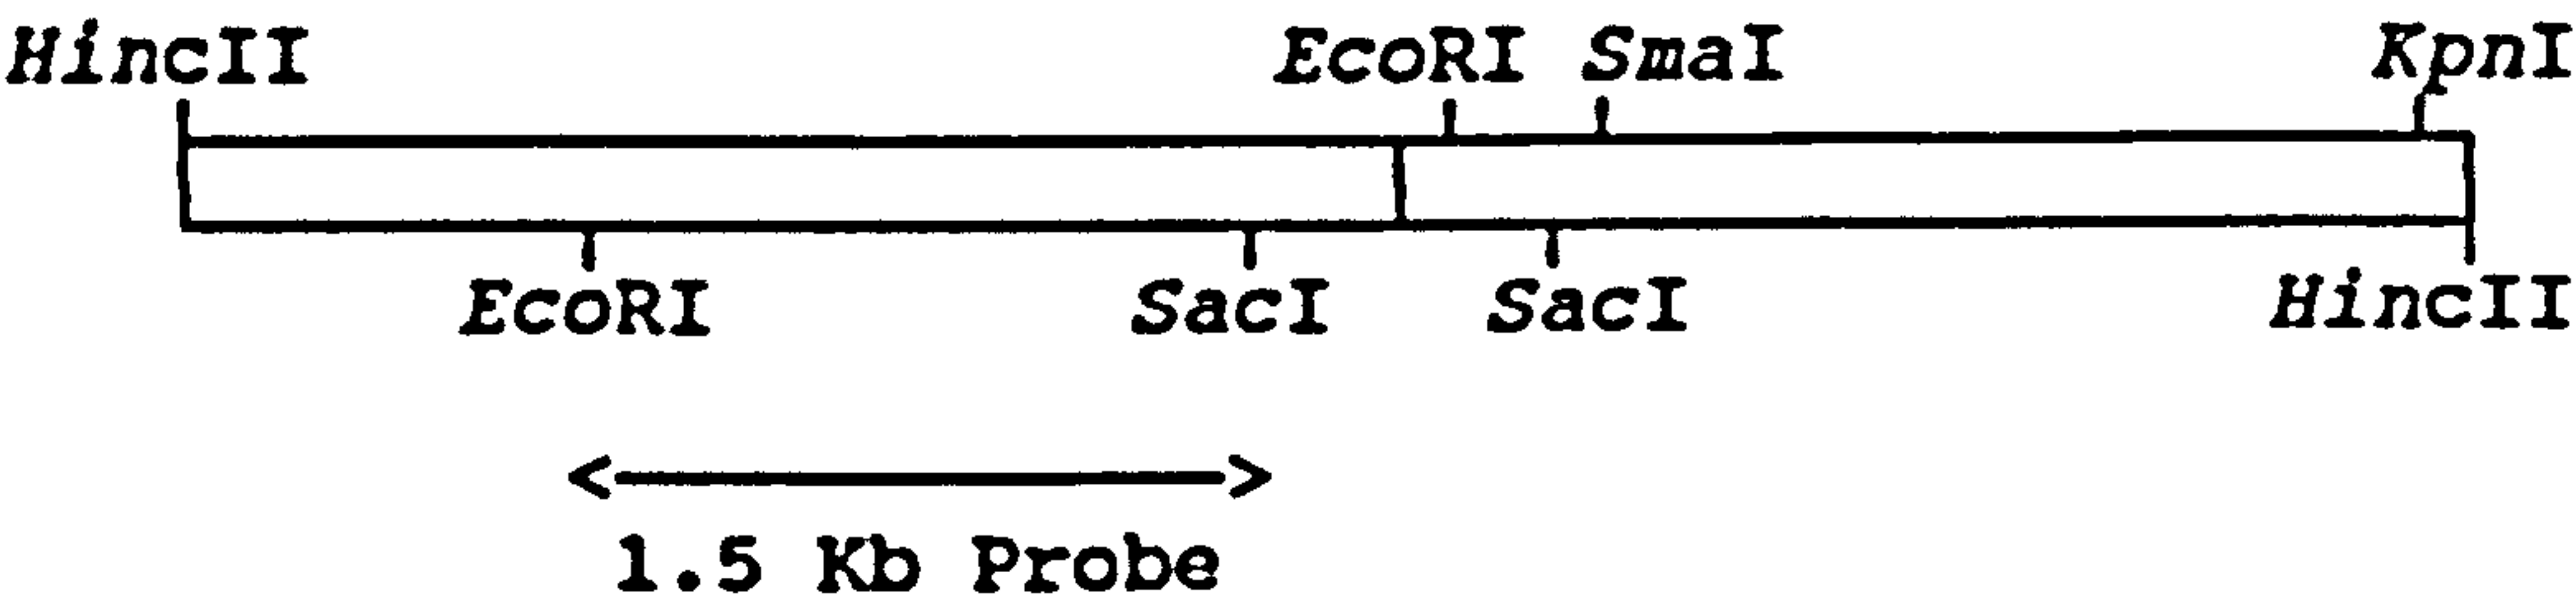 HincII EcoRI SmaI KpnI
EcoRI SacI SacI HincII
1.5 Kb Probe